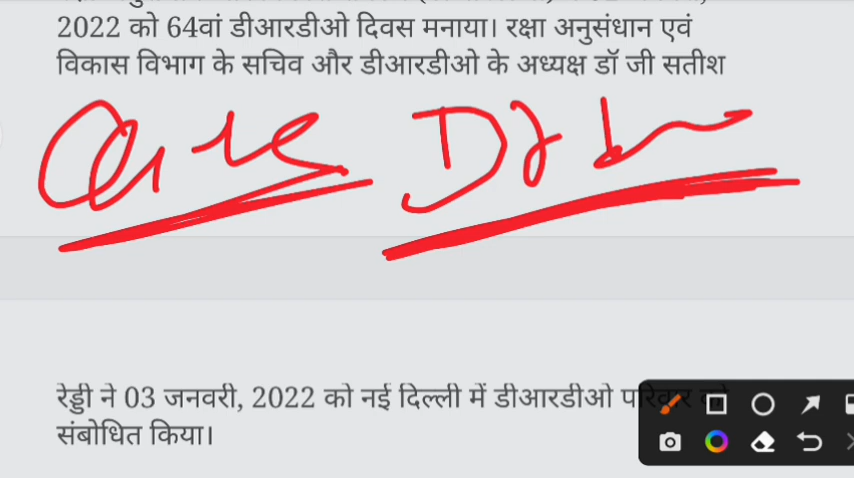 2022 को 64वां डीआरडीओ दिवस मनाया। रक्षा अनुसंधान एवं
विकास विभाग के सचिव और डीआरडीओ के अध्यक्ष डॉ जी सतीश
रेड्डी ने 03 जनवरी, 2022 को नई दिल्ली में डीआरडीओ परिवार को
संबोधित किया।